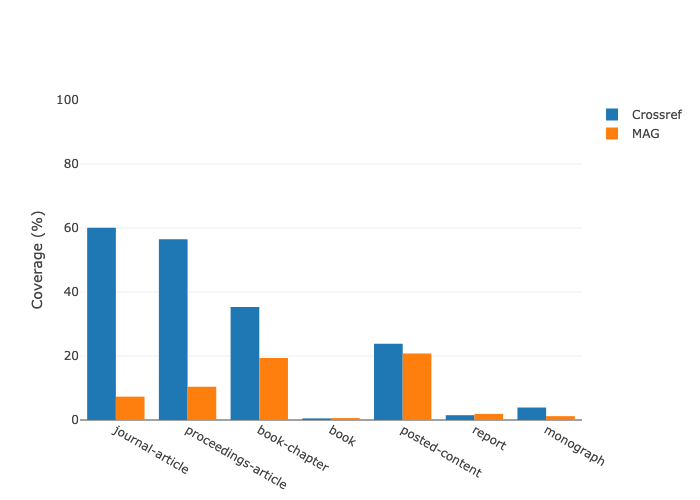 100
80
60
40
20
0
Coverage (%)
journal-article
proceedings-article
book-chapter
book
posted-content
report
monograph
Crossref
MAG